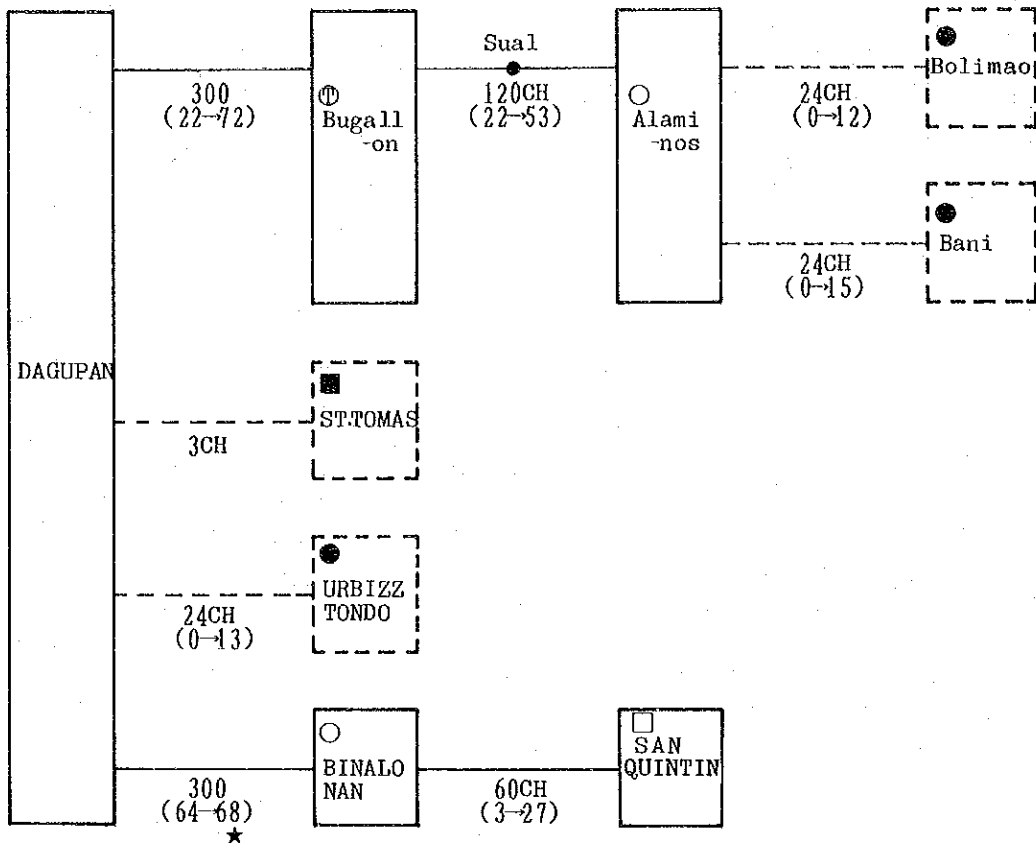 Sual
300
(22→72)
Bugall
-on
120CH
(22→53)
Alami
-nos
24CH
(0→12)
Bolimao
24CH
(0→15)
Bani
DAGUPAN
3CH
ST.TOMAS
24CH
(0→13)
URBIZZ
TONDO
300
(64→68)
★
BINALO
NAN
60CH
(3→27)
SAN
QUINTIN